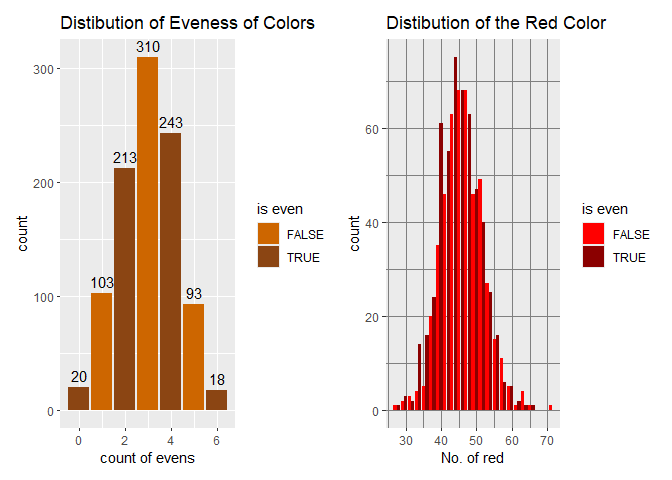 Distibution of Eveness of Colors
count
300
200
100
0
20
103
213
310
243
93
18
0
2
4
6
count of evens
is even
FALSE
TRUE
Distibution of the Red Color
count
60
40
20
0
30
40
50
60
70
No. of red
is even
FALSE
TRUE